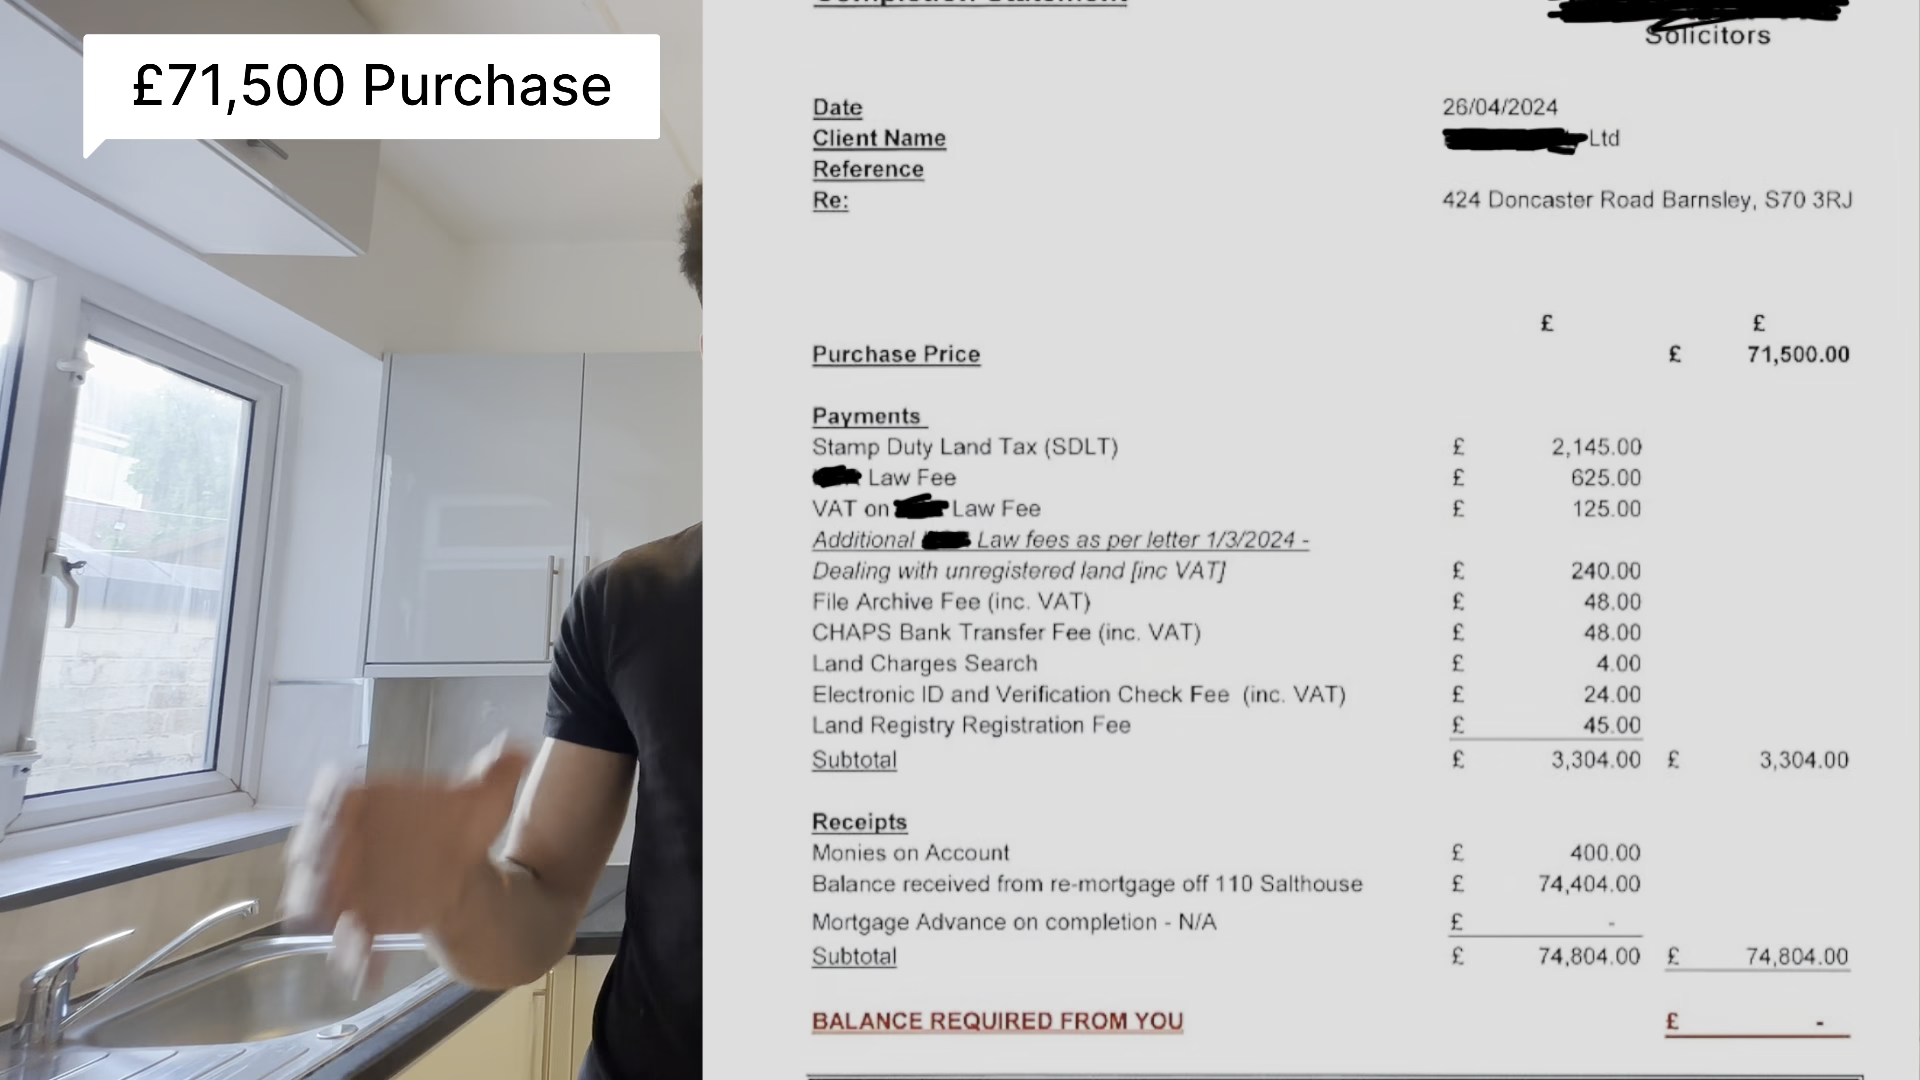 £71,500 Purchase
Completion Statement
Solicitors
Date 26/04/2024
Client Name Ltd
Reference
Re: 424 Doncaster Road Barnsley, S70 3RJ
£ £
Purchase Price £ 71,500.00
Payments
Stamp Duty Land Tax (SDLT) £ 2,145.00
Law Fee £ 625.00
VAT on Law Fee £ 125.00
Additional Law fees as per letter 1/3/2024 -
Dealing with unregistered land [inc VAT] £ 240.00
File Archive Fee (inc. VAT) £ 48.00
CHAPS Bank Transfer Fee (inc. VAT) £ 48.00
Land Charges Search £ 4.00
Electronic ID and Verification Check Fee (inc. VAT) £ 24.00
Land Registry Registration Fee £ 45.00
Subtotal £ 3,304.00 £ 3,304.00
Receipts
Monies on Account £ 400.00
Balance received from re-mortgage off 110 Salthouse £ 74,404.00
Mortgage Advance on completion - N/A £ -
Subtotal £ 74,804.00 £ 74,804.00
BALANCE REQUIRED FROM YOU £ -